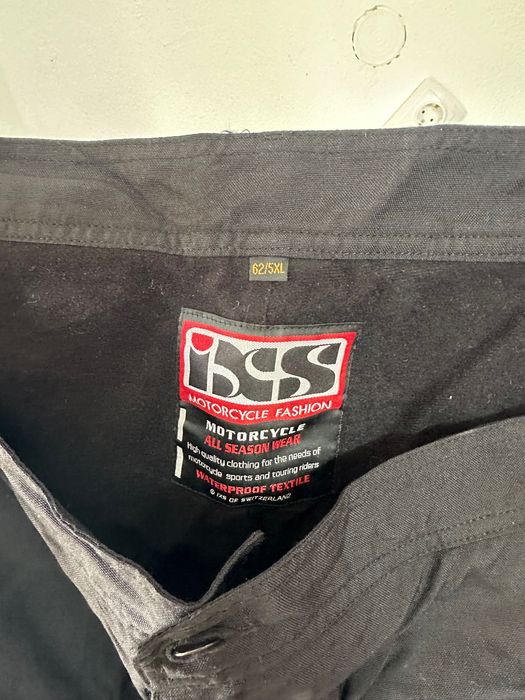 62/5XL
iXS
MOTORCYCLE FASHION
MOTORCYCLE
ALL SEASON WEAR
High quality clothing for the needs of
motorcycle sports and touring riders
WATERPROOF TEXTILE
© IXS OF SWITZERLAND